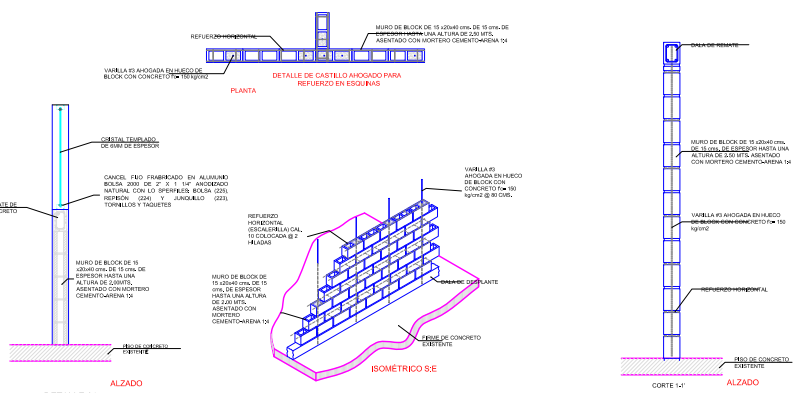 REFUERZO HORIZONTAL
MURO DE BLOCK DE 15 x20x40 cms. DE 15 cms. DE
ESPESOR HASTA UNA ALTURA DE 2.50 MTS.
ASENTADO CON MORTERO CEMENTO-ARENA 1:4
VARILLA #3 AHOGADA EN HUECO DE
BLOCK CON CONCRETO f'c= 150 kg/cm2
PLANTA
DETALLE DE CASTILLO AHOGADO PARA
REFUERZO EN ESQUINAS
CRISTAL TEMPLADO
DE 6MM DE ESPESOR
CANCEL FIJO FRABRICADO EN ALUMUNIO
BOLSA 2000 DE 2" X 1 1/4" ANODIZADO
NATURAL CON LO SPERFILES: BOLSA (225),
REPISÓN (224) Y JUNQUILLO (223),
TORNILLOS Y TAQUETES
ATE DE
CRETO
MURO DE BLOCK DE 15
x20x40 cms. DE 15 cms. DE
ESPESOR HASTA UNA
ALTURA DE 2.00MTS.
ASENTADO CON MORTERO
CEMENTO-ARENA 1:4
PISO DE CONCRETO
EXISTENTE
ALZADO
VARILLA #3
AHOGADA EN HUECO
DE BLOCK CON
CONCRETO f'c= 150
kg/cm2 @ 80 CMS.
REFUERZO
HORIZONTAL
(ESCALERILLA) CAL.
10 COLOCADA @ 2
HILADAS
MURO DE BLOCK DE
15 x20x40 cms. DE 15
cms. DE ESPESOR
HASTA UNA ALTURA
DE 2.00 MTS.
ASENTADO CON
MORTERO
CEMENTO-ARENA 1:4
DALA DE DESPLANTE
FIRME DE CONCRETO
EXISTENTE
ISOMÉTRICO S:E
DALA DE REMATE
MURO DE BLOCK DE 15 x20x40 cms.
DE 15 cms. DE ESPESOR HASTA UNA
ALTURA DE 2.50 MTS. ASENTADO
CON MORTERO CEMENTO-ARENA 1:4
VARILLA #3 AHOGADA EN HUECO
DE BLOCK CON CONCRETO f'c= 150
kg/cm2
REFUERZO HORIZONTAL
PISO DE CONCRETO
EXISTENTE
CORTE 1-1'
ALZADO